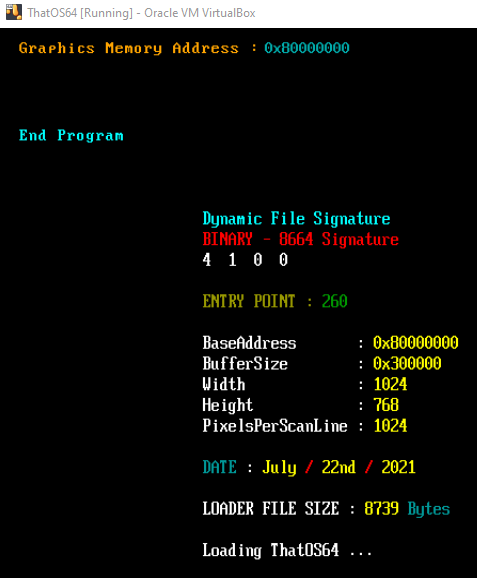 ThatOS64 [Running] - Oracle VM VirtualBox
Graphics Memory Address : 0x80000000
End Program
Dynamic File Signature
BINARY - 8664 Signature
4 1 0 0
ENTRY POINT : 260
BaseAddress : 0x80000000
BufferSize : 0x300000
Width : 1024
Height : 768
PixelsPerScanLine : 1024
DATE : July / 22nd / 2021
LOADER FILE SIZE : 8739 Bytes
Loading ThatOS64 ...